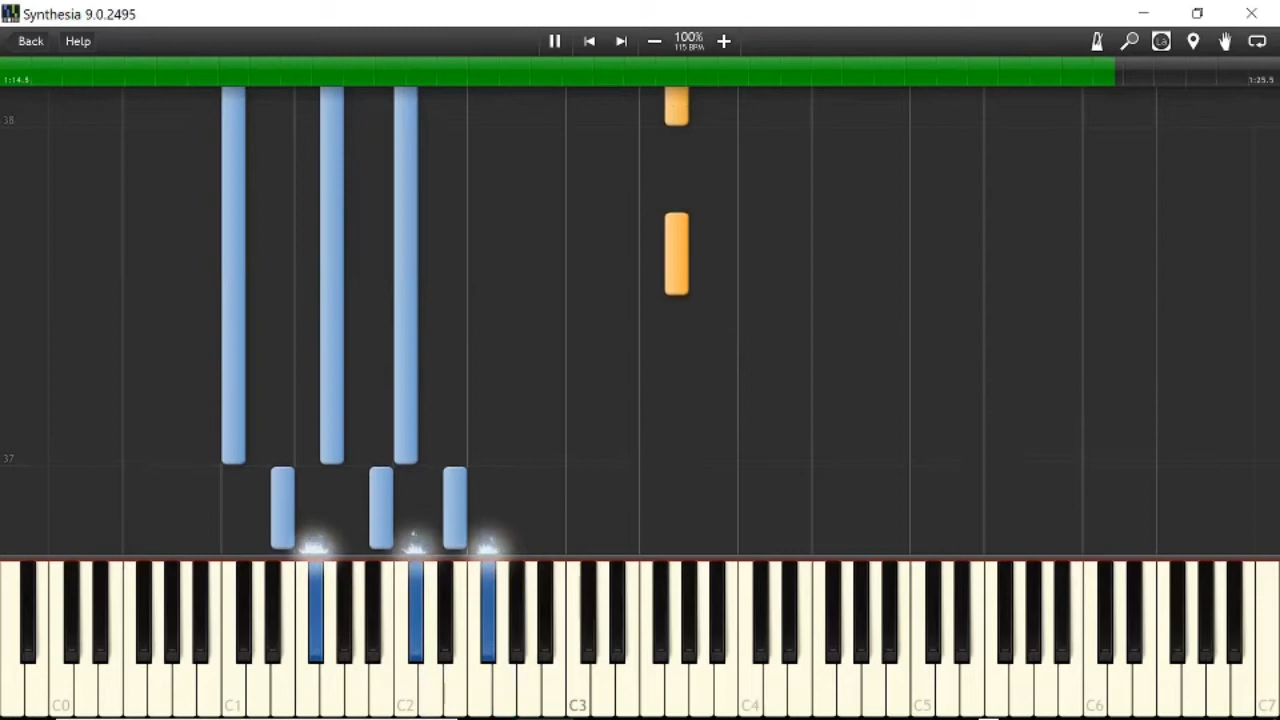 Synthesia 9.0.2495
Back Help 100%
115 BPM
1:14.5 1:25.5
38
37
C0 C1 C2 C3 C4 C5 C6 C7